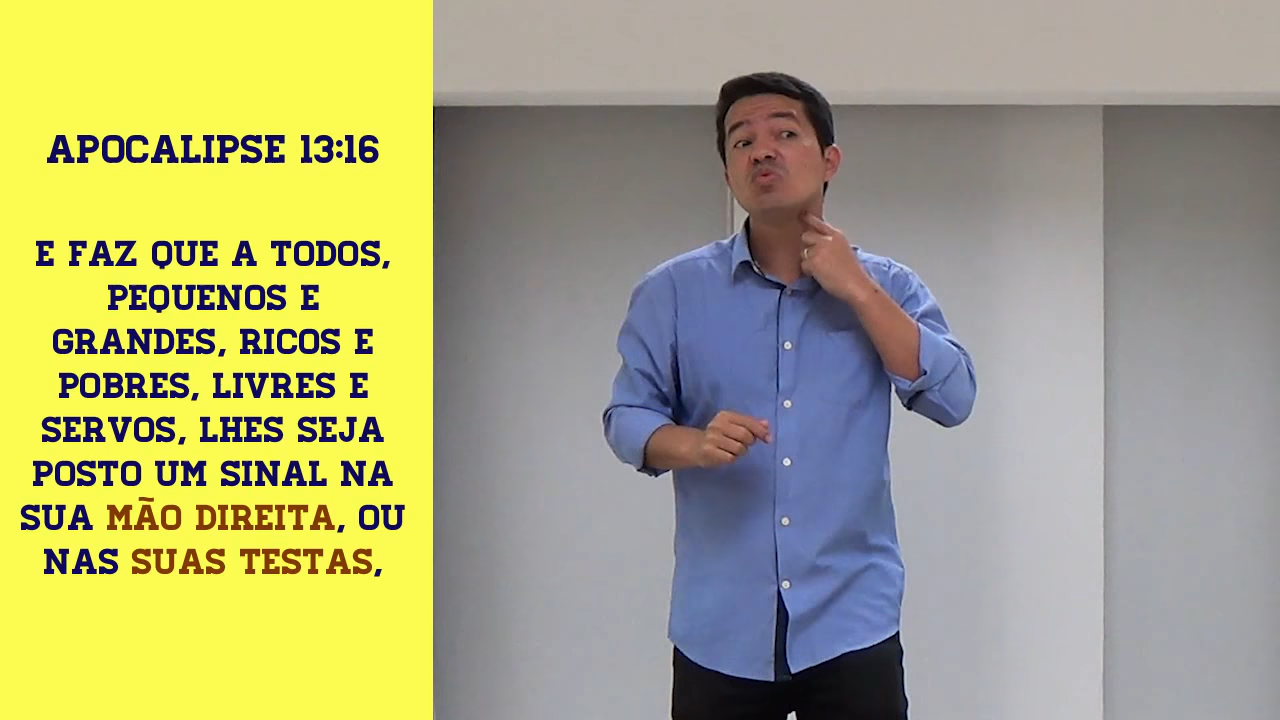 APOCALIPSE 13:16
E FAZ QUE A TODOS,
PEQUENOS E
GRANDES, RICOS E
POBRES, LIVRES E
SERVOS, LHES SEJA
POSTO UM SINAL NA
SUA MÃO DIREITA, OU
NAS SUAS TESTAS,